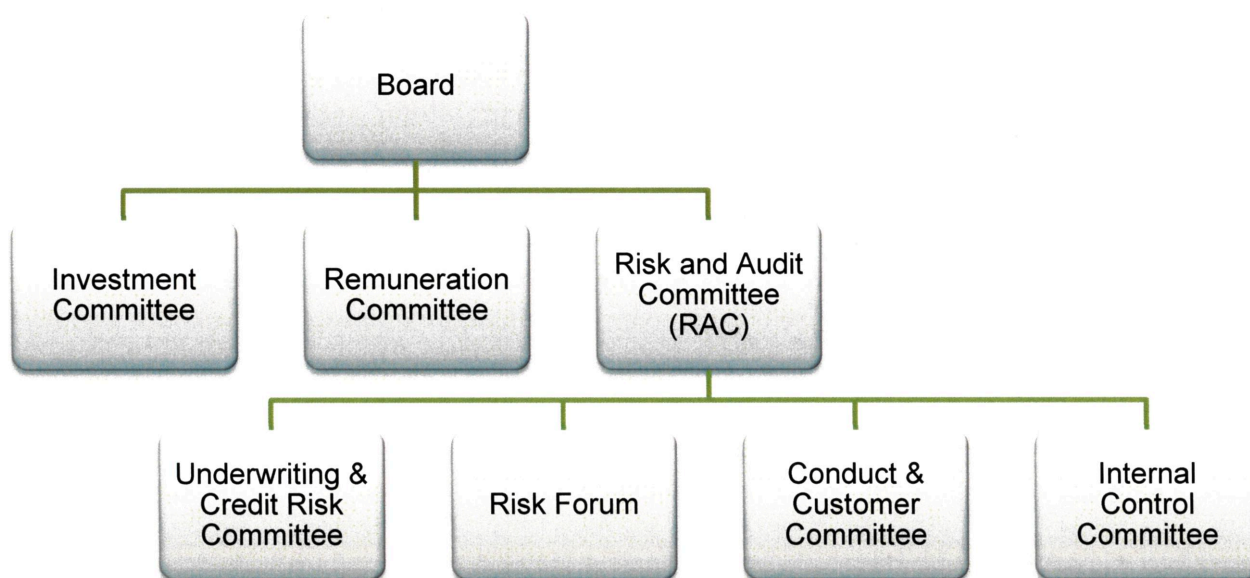 Board
Investment
Committee
Remuneration
Committee
Risk and Audit
Committee
(RAC)
Underwriting &
Credit Risk
Committee
Risk Forum
Conduct &
Customer
Committee
Internal
Control
Committee